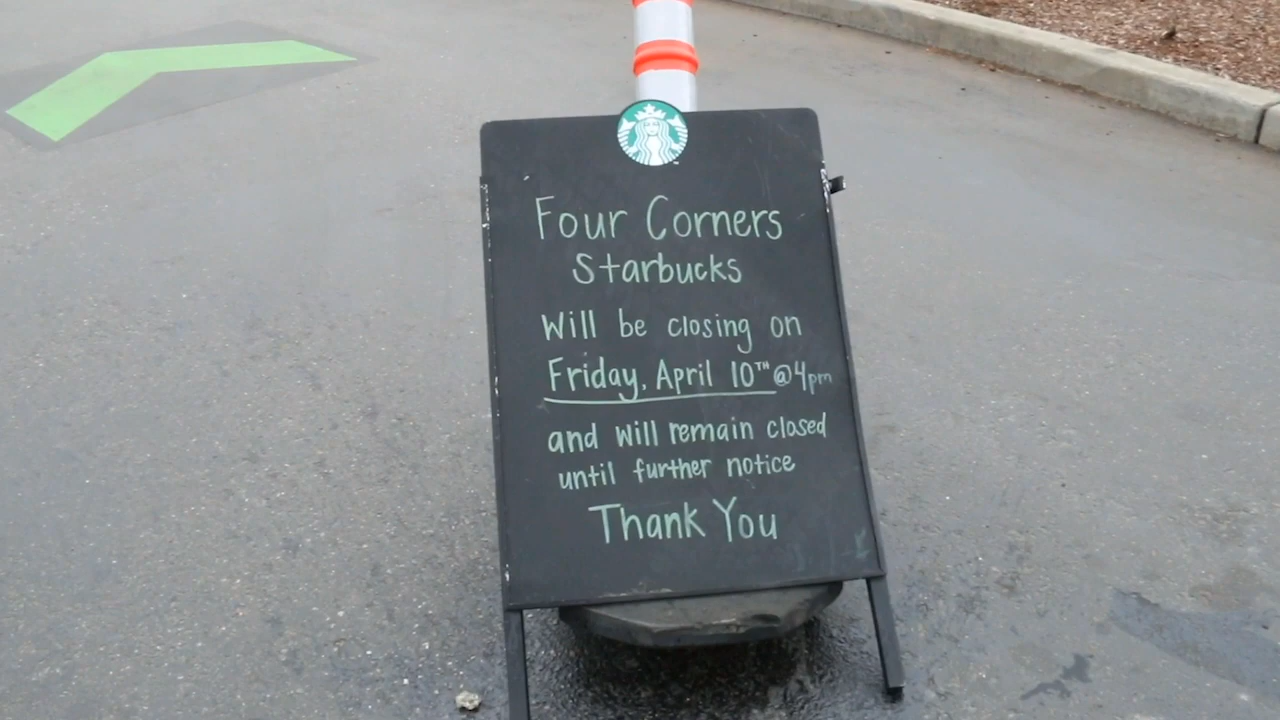 Four Corners
Starbucks
Will be closing on
Friday, April 10TH @ 4pm
and will remain closed
until further notice
Thank You